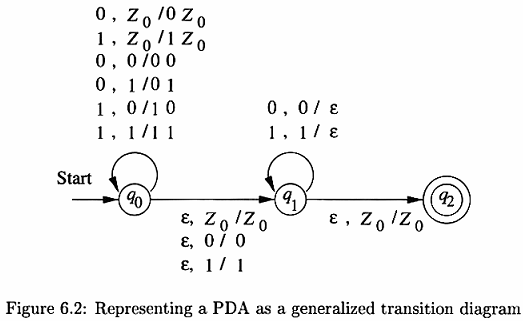 0 , Z₀ /0 Z₀
1 , Z₀ /1 Z₀
0 , 0 /0 0
0 , 1 /0 1
1 , 0 /1 0
1 , 1 /1 1
0 , 0 / ε
1 , 1 / ε
Start
q₀
q₁
q₂
ε, Z₀ /Z₀
ε, 0 / 0
ε, 1 / 1
ε , Z₀ /Z₀
Figure 6.2: Representing a PDA as a generalized transition diagram